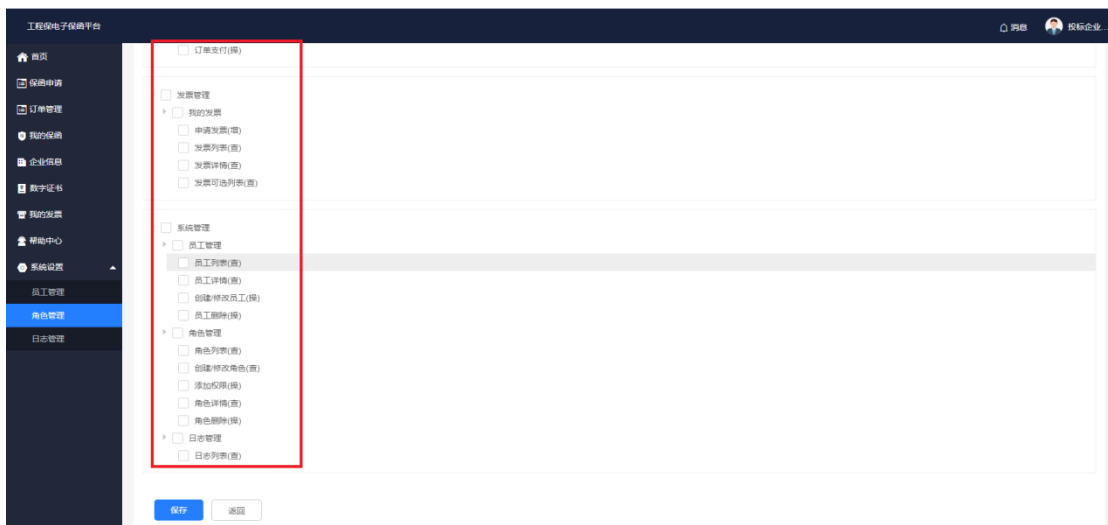 工程保电子保函平台
消息
投标企业...
首页
保函申请
订单管理
我的保函
企业信息
数字证书
我的发票
帮助中心
系统设置
员工管理
角色管理
日志管理
订单支付(操)
发票管理
我的发票
申请发票(增)
发票列表(查)
发票详情(查)
发票可选列表(查)
系统管理
员工管理
员工列表(查)
员工详情(查)
创建/修改员工(操)
员工删除(操)
角色管理
角色列表(查)
创建/修改角色(查)
添加权限(操)
角色详情(查)
角色删除(操)
日志管理
日志列表(查)
保存
返回